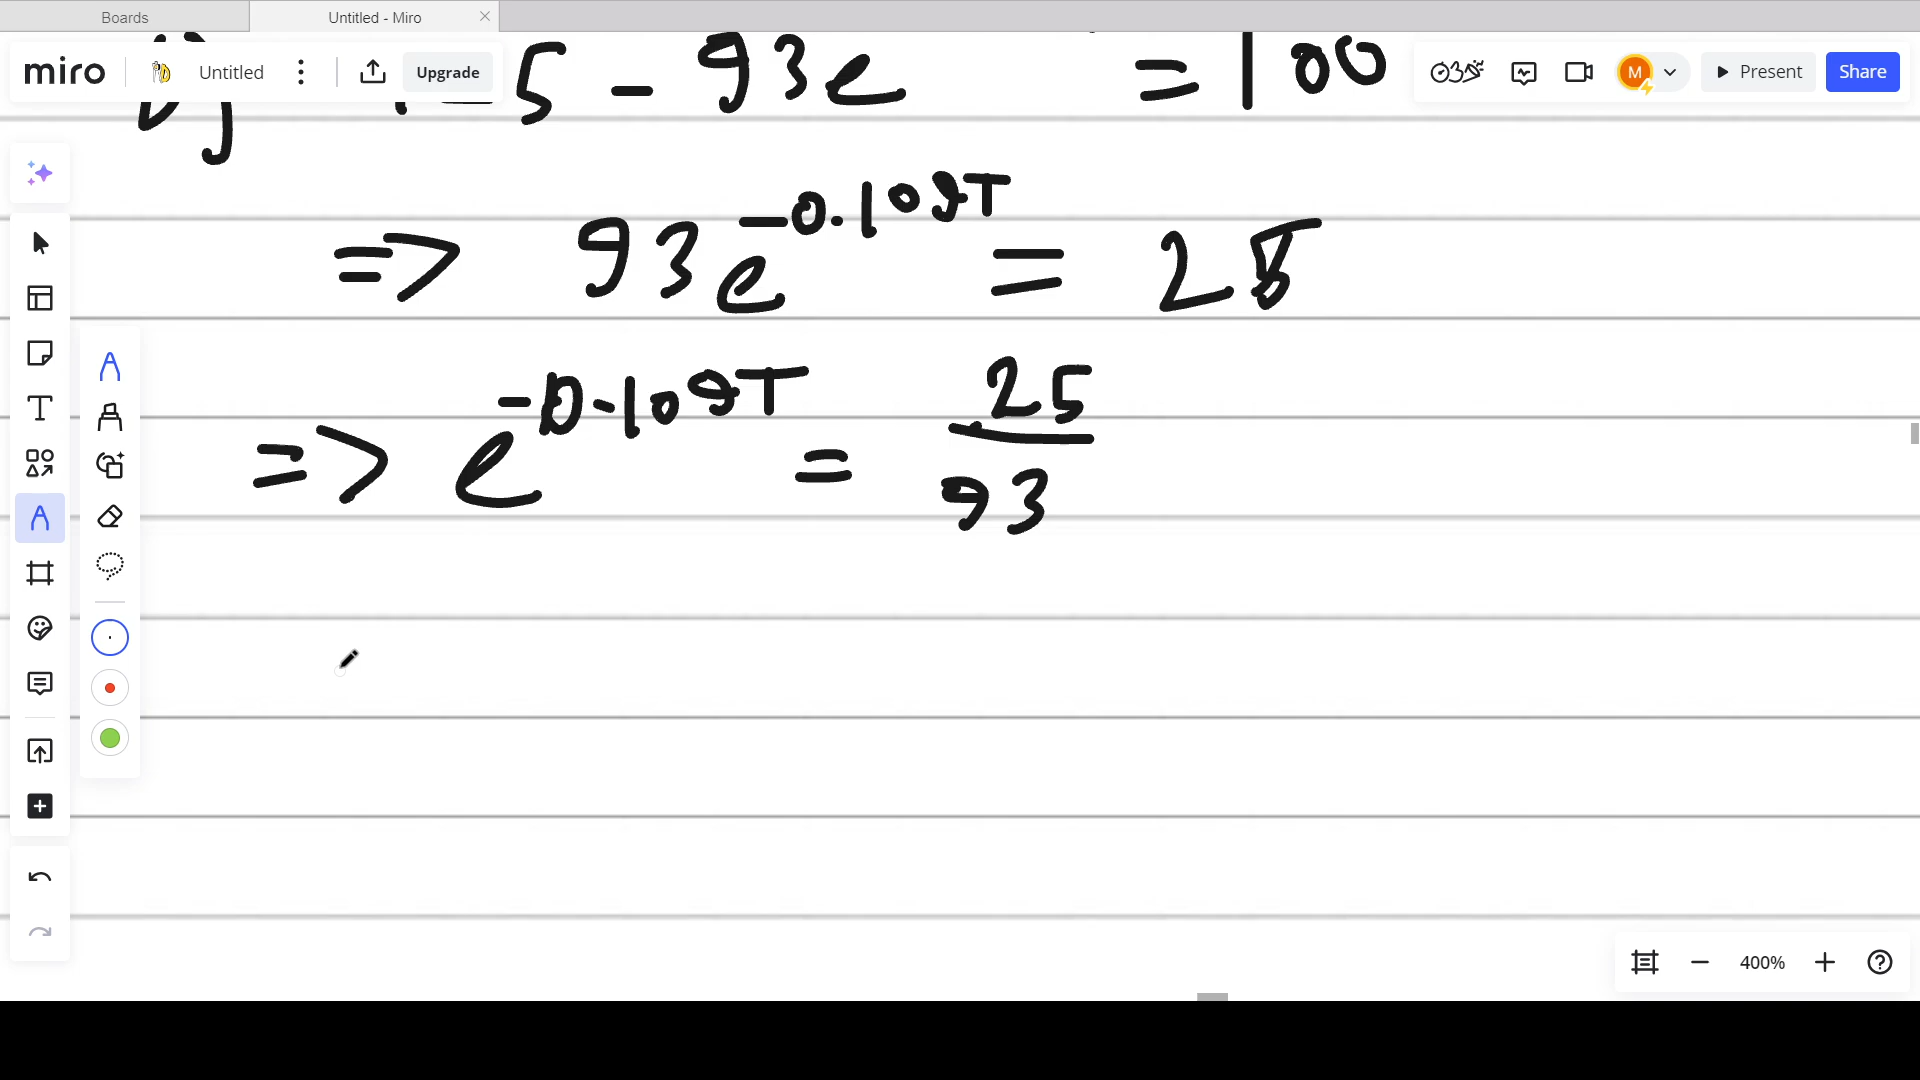 Boards
Untitled - Miro
miro Untitled Upgrade
M Present Share
5 - 93e = 100
=> 93e^-0.109T = 25
=> e^-0.109T = 25/93
400%